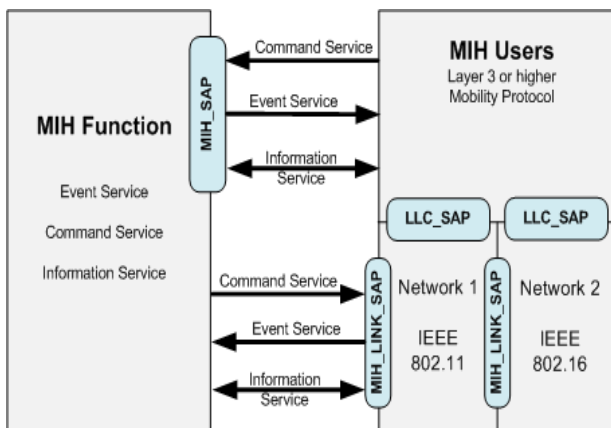 MIH Function
Event Service
Command Service
Information Service
MIH_SAP
Command Service
Event Service
Information
Service
MIH Users
Layer 3 or higher
Mobility Protocol
LLC_SAP
LLC_SAP
Command Service
Event Service
Information
Service
MIH_LINK_SAP
Network 1
IEEE
802.11
MIH_LINK_SAP
Network 2
IEEE
802.16